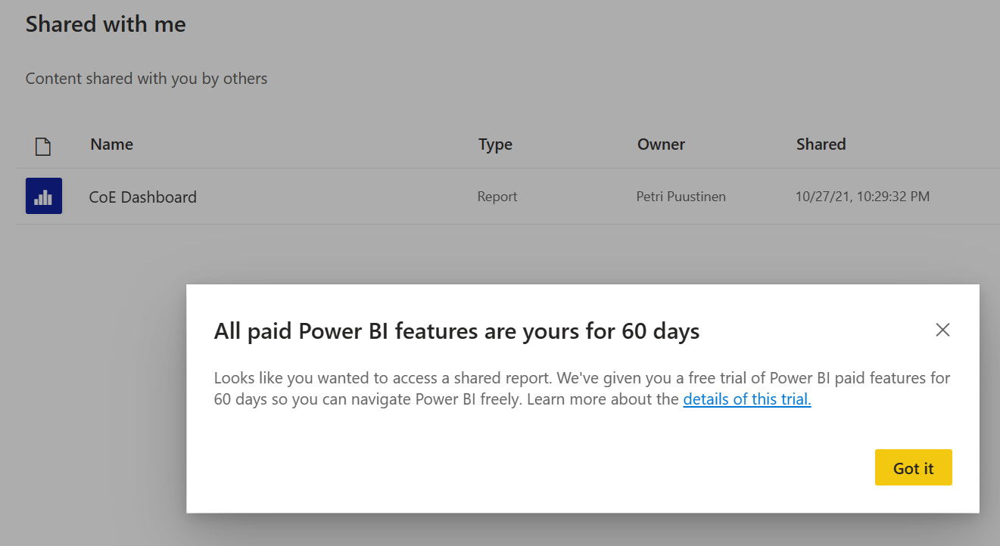 Shared with me
Content shared with you by others
Name Type Owner Shared
CoE Dashboard Report Petri Puustinen 10/27/21, 10:29:32 PM
All paid Power BI features are yours for 60 days
Looks like you wanted to access a shared report. We've given you a free trial of Power BI paid features for
60 days so you can navigate Power BI freely. Learn more about the details of this trial.
Got it